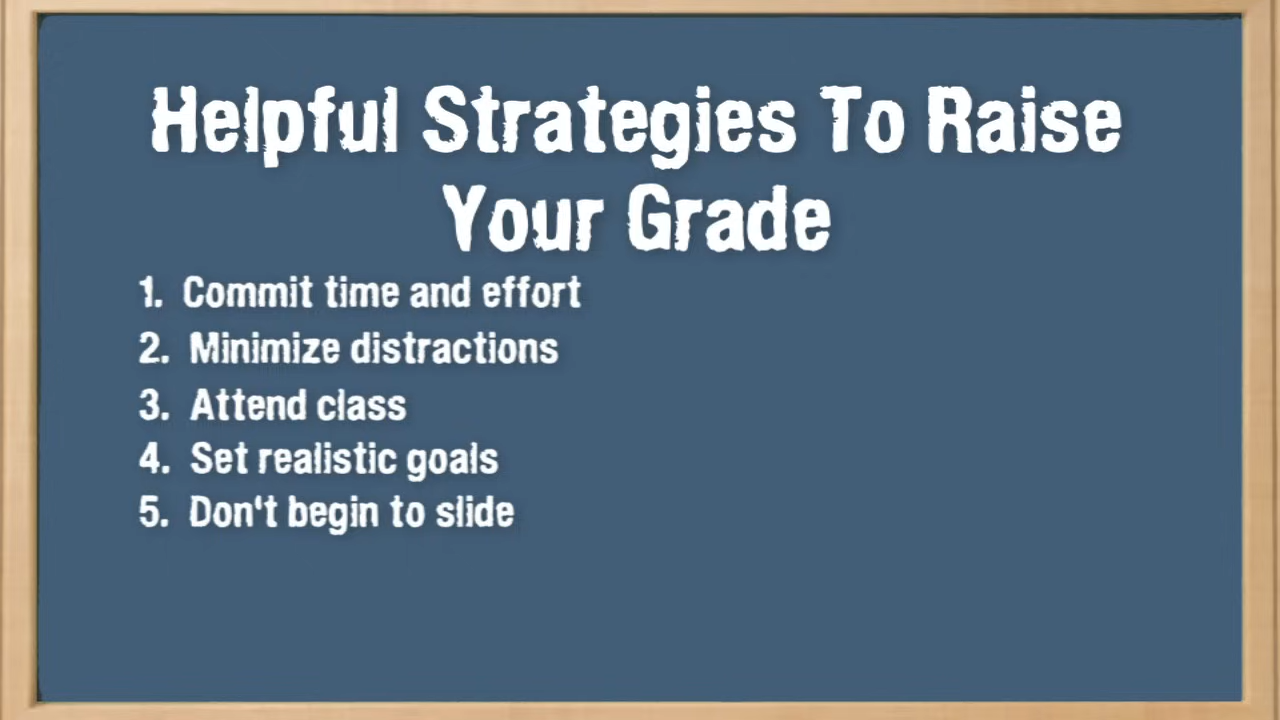 Helpful Strategies To Raise
Your Grade
1. Commit time and effort
2. Minimize distractions
3. Attend class
4. Set realistic goals
5. Don't begin to slide